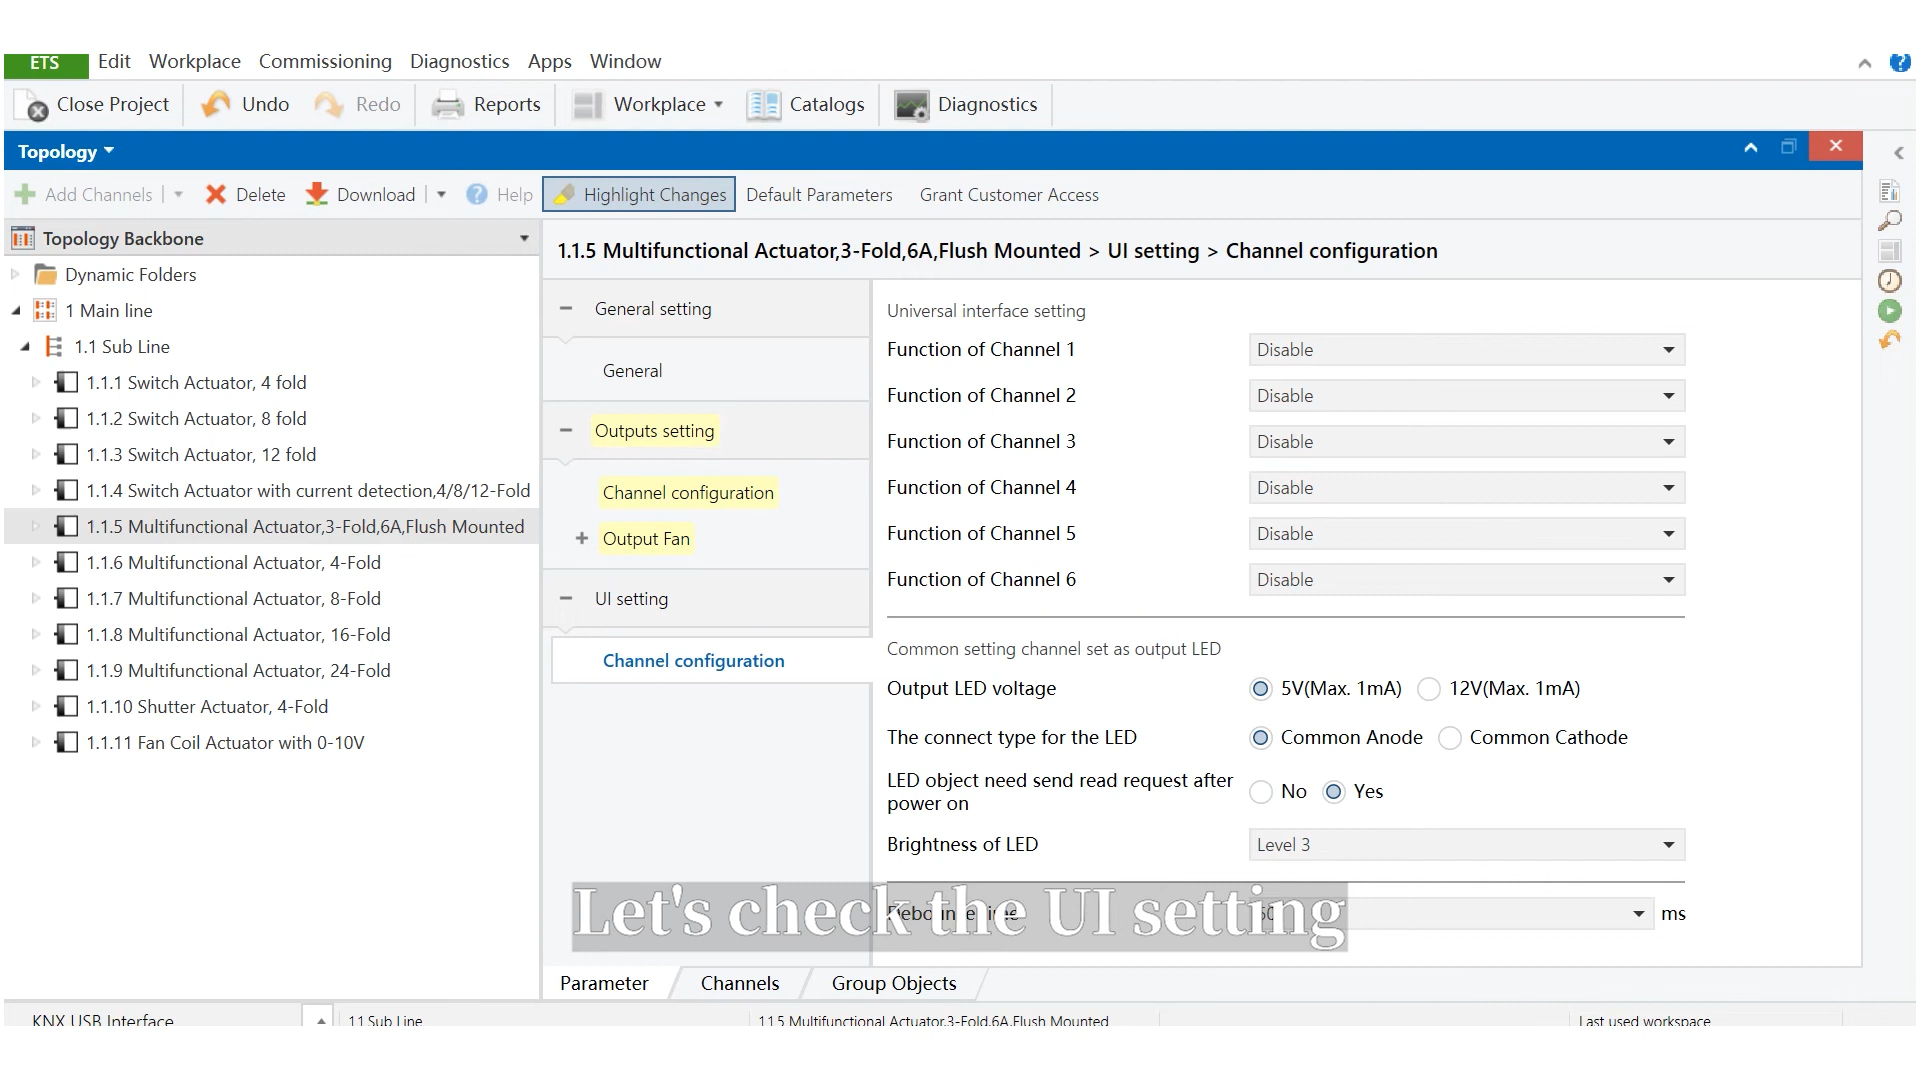 ETS Edit Workplace Commissioning Diagnostics Apps Window
Close Project Undo Redo Reports Workplace Catalogs Diagnostics
Topology
Add Channels Delete Download Help Highlight Changes Default Parameters Grant Customer Access
Topology Backbone
Dynamic Folders
1 Main line
1.1 Sub Line
1.1.1 Switch Actuator, 4 fold
1.1.2 Switch Actuator, 8 fold
1.1.3 Switch Actuator, 12 fold
1.1.4 Switch Actuator with current detection,4/8/12-Fold
1.1.5 Multifunctional Actuator,3-Fold,6A,Flush Mounted
1.1.6 Multifunctional Actuator, 4-Fold
1.1.7 Multifunctional Actuator, 8-Fold
1.1.8 Multifunctional Actuator, 16-Fold
1.1.9 Multifunctional Actuator, 24-Fold
1.1.10 Shutter Actuator, 4-Fold
1.1.11 Fan Coil Actuator with 0-10V
1.1.5 Multifunctional Actuator,3-Fold,6A,Flush Mounted > UI setting > Channel configuration
General setting
General
Outputs setting
Channel configuration
Output Fan
UI setting
Channel configuration
Universal interface setting
Function of Channel 1 Disable
Function of Channel 2 Disable
Function of Channel 3 Disable
Function of Channel 4 Disable
Function of Channel 5 Disable
Function of Channel 6 Disable
Common setting channel set as output LED
Output LED voltage 5V(Max. 1mA) 12V(Max. 1mA)
The connect type for the LED Common Anode Common Cathode
LED object need send read request after
power on No Yes
Brightness of LED Level 3
ms
Let's check the UI setting
Parameter Channels Group Objects
KNX USB Interface 1.1 Sub Line 1.1.5 Multifunctional Actuator,3-Fold,6A,Flush Mounted Last used workspace